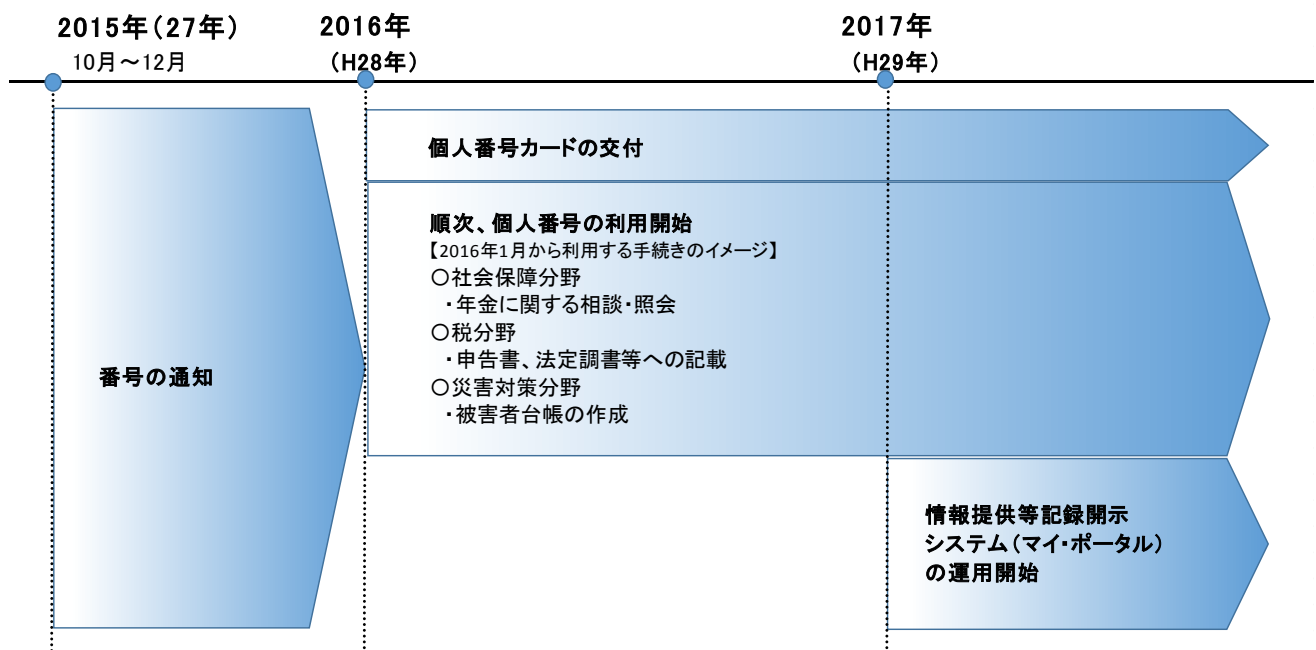 2015年（27年）
10月～12月
2016年
（H28年）
2017年
（H29年）
番号の通知
個人番号カードの交付
順次、個人番号の利用開始
【2016年1月から利用する手続きのイメージ】
○社会保障分野
・年金に関する相談・照会
○税分野
・申告書、法定調書等への記載
○災害対策分野
・被害者台帳の作成
情報提供等記録開示
システム（マイ・ポータル）
の運用開始